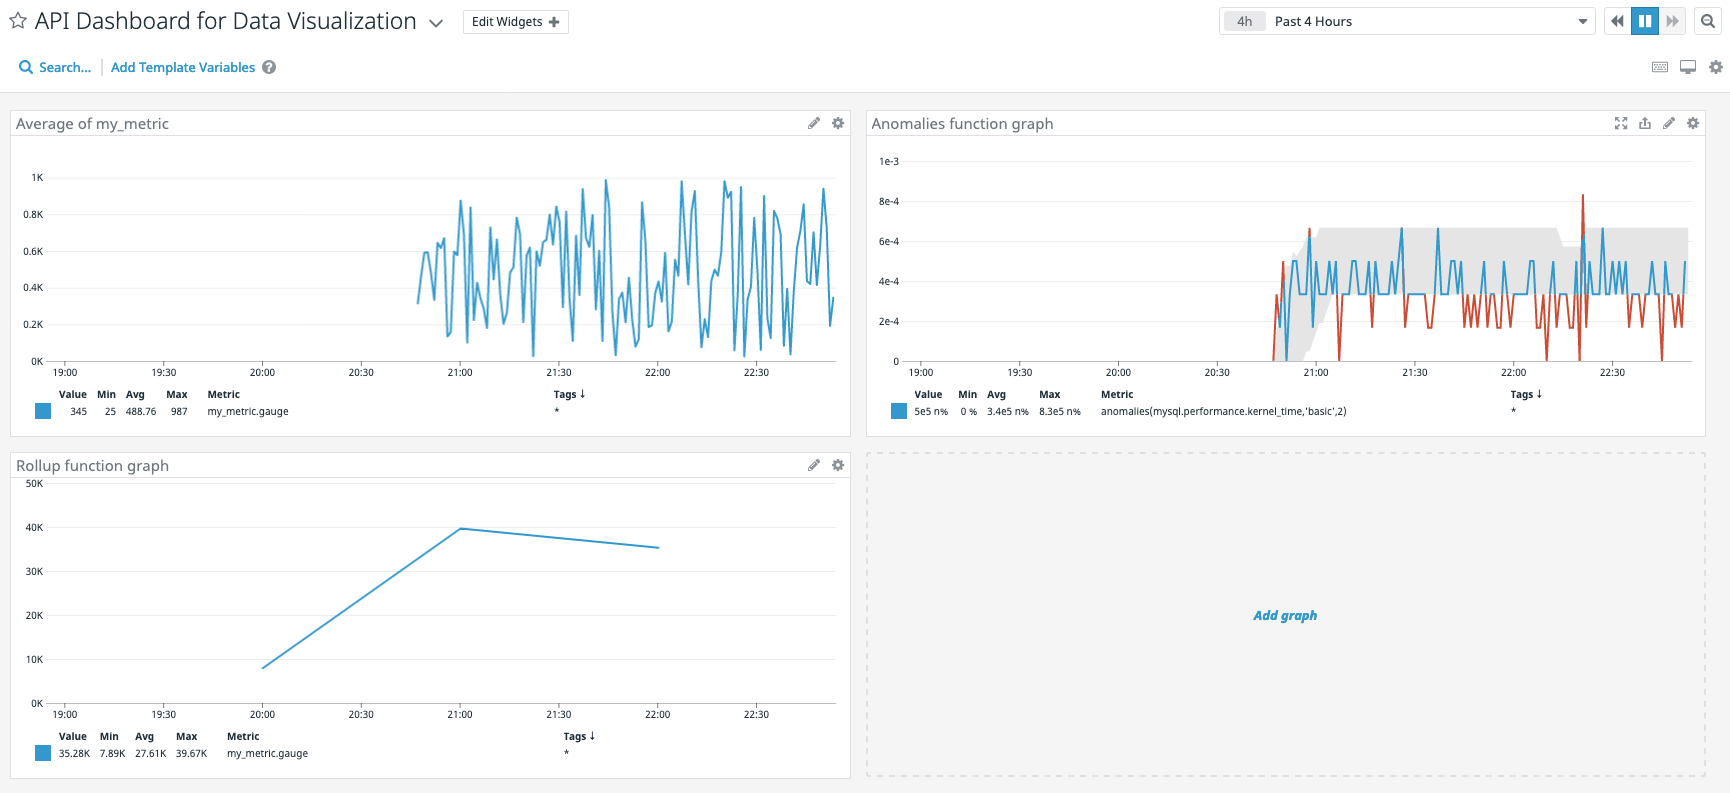 API Dashboard for Data Visualization
Edit Widgets
4h Past 4 Hours
Search...
Add Template Variables
Average of my_metric
1K
0.8K
0.6K
0.4K
0.2K
0K
19:00 19:30 20:00 20:30 21:00 21:30 22:00 22:30
Value Min Avg Max Metric Tags ↓
345 25 488.76 987 my_metric.gauge *
Anomalies function graph
1e-3
8e-4
6e-4
4e-4
2e-4
0
19:00 19:30 20:00 20:30 21:00 21:30 22:00 22:30
Value Min Avg Max Metric Tags ↓
5e5 n% 0 % 3.4e5 n% 8.3e5 n% anomalies(mysql.performance.kernel_time,'basic',2) *
Rollup function graph
50K
40K
30K
20K
10K
0K
19:00 19:30 20:00 20:30 21:00 21:30 22:00 22:30
Value Min Avg Max Metric Tags ↓
35.28K 7.89K 27.61K 39.67K my_metric.gauge *
Add graph